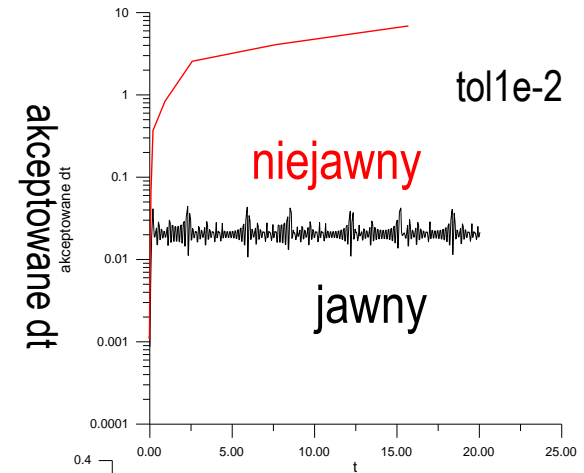 10
tol1e-2
1
niejawny
0.1
akceptowane dt
akceptowane dt
0.01
jawny
0.001
0.0001
0.00 5.00 10.00 15.00 20.00 25.00
t
0.4